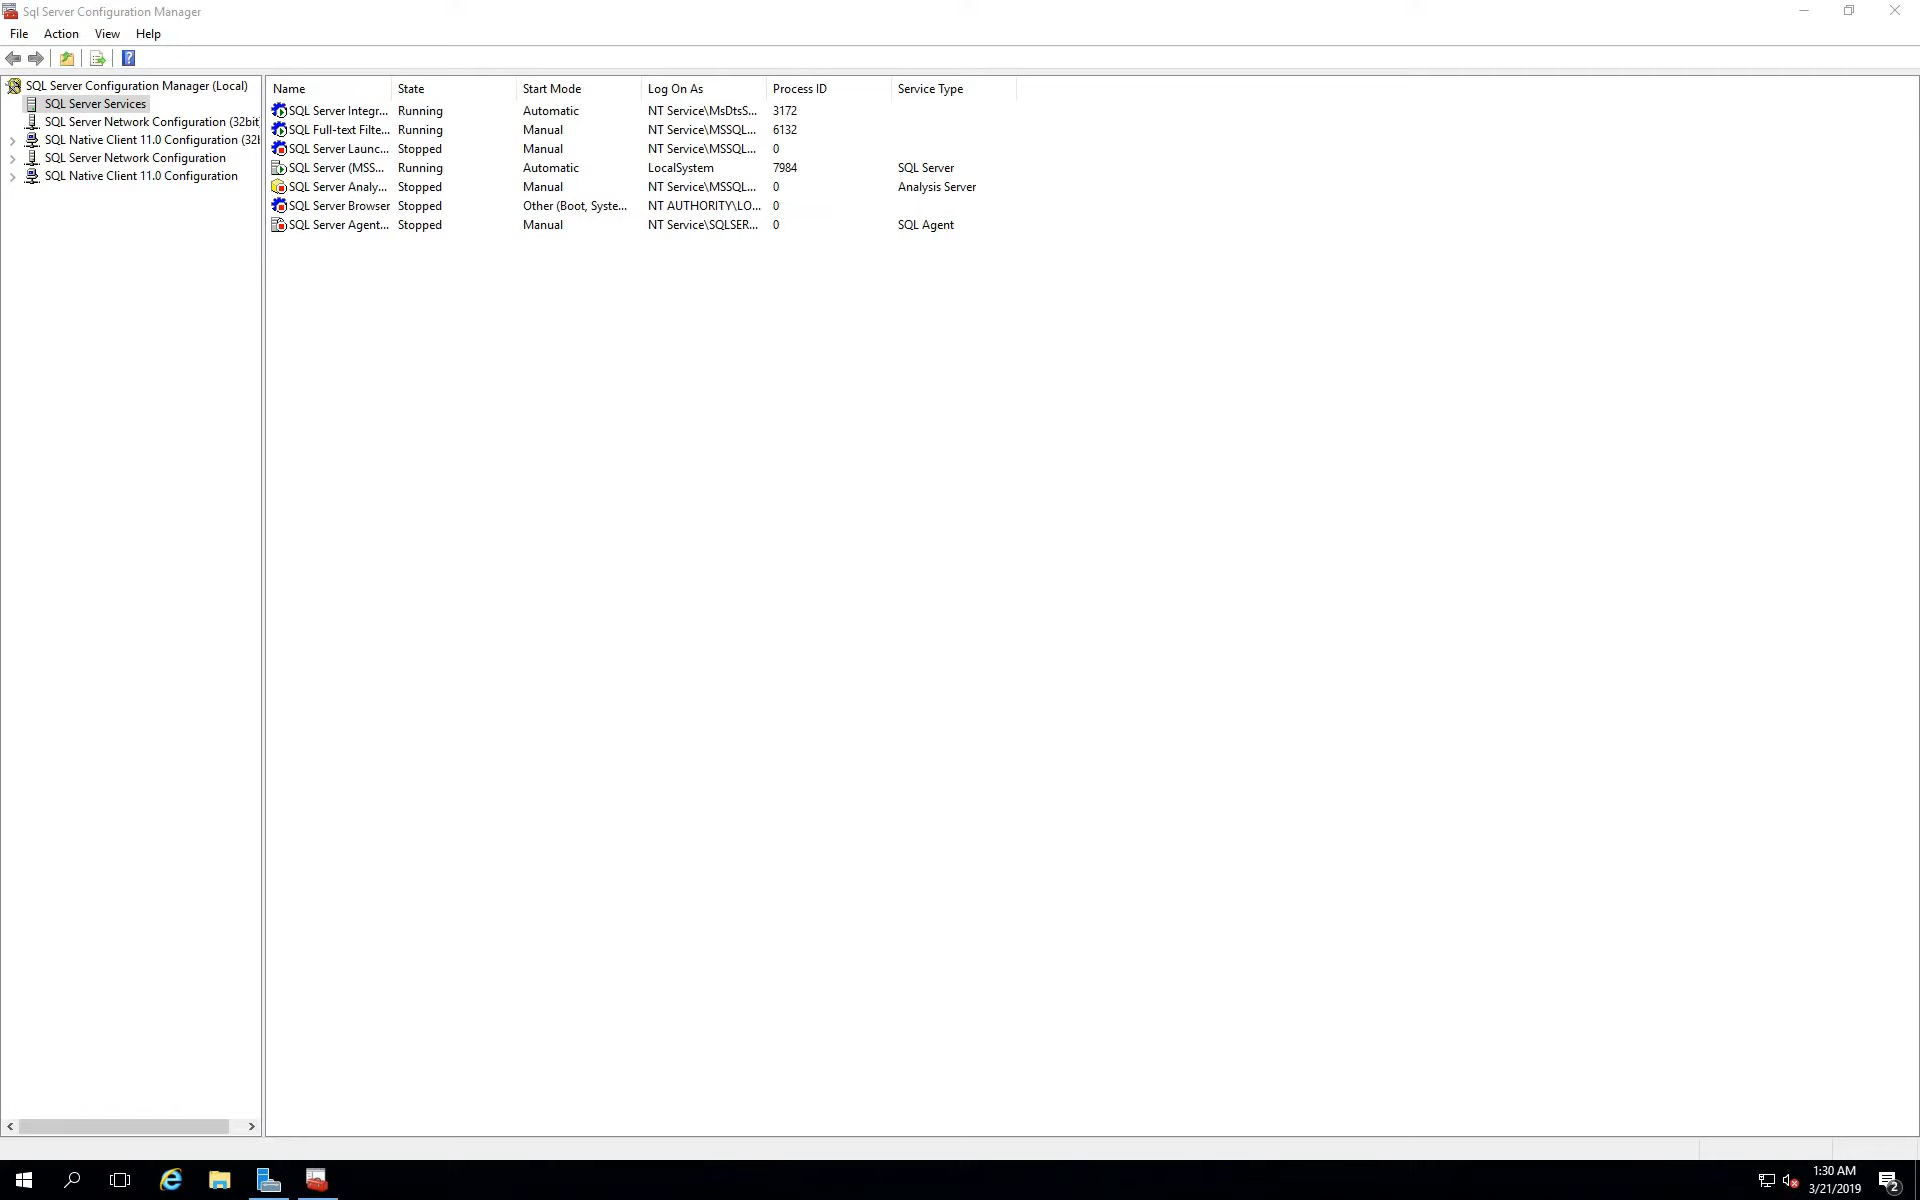 Sql Server Configuration Manager
File Action View Help
SQL Server Configuration Manager (Local)
SQL Server Services
SQL Server Network Configuration (32bit
SQL Native Client 11.0 Configuration (32b
SQL Server Network Configuration
SQL Native Client 11.0 Configuration
Name State Start Mode Log On As Process ID Service Type
SQL Server Integr... Running Automatic NT Service\MsDtsS... 3172
SQL Full-text Filte... Running Manual NT Service\MSSQL... 6132
SQL Server Launc... Stopped Manual NT Service\MSSQL... 0
SQL Server (MSS... Running Automatic LocalSystem 7984 SQL Server
SQL Server Analy... Stopped Manual NT Service\MSSQL... 0 Analysis Server
SQL Server Browser Stopped Other (Boot, Syste... NT AUTHORITY\LO... 0
SQL Server Agent... Stopped Manual NT Service\SQLSER... 0 SQL Agent
1:30 AM
3/21/2019
2